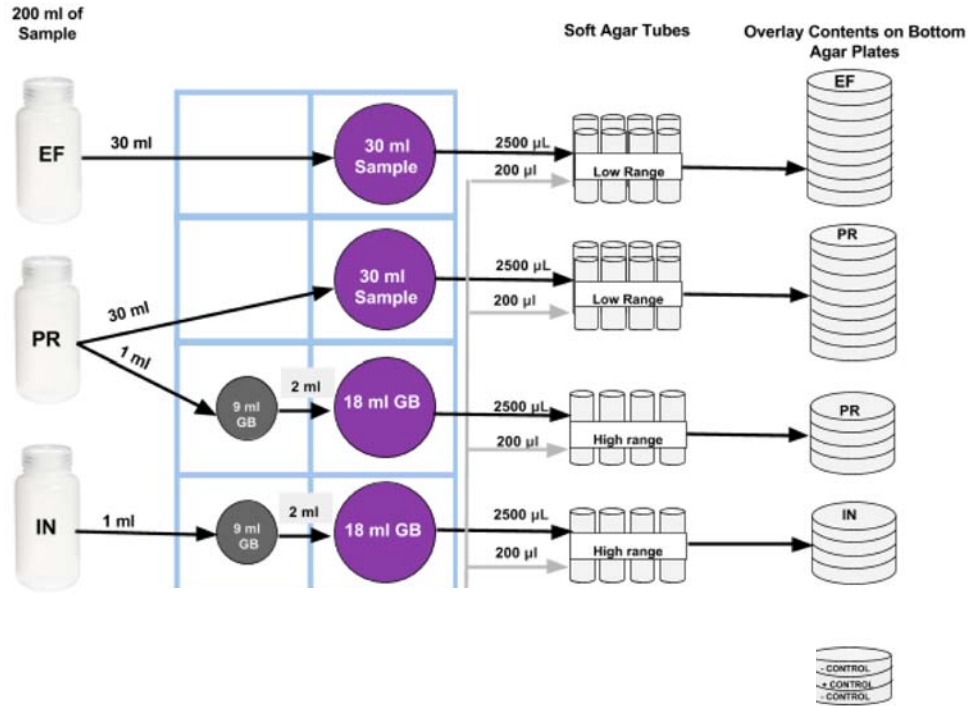 200 ml of
Sample
Soft Agar Tubes
Overlay Contents on Bottom
Agar Plates
EF
30 ml
30 ml
Sample
2500 µL
200 µl
Low Range
EF
PR
30 ml
1 ml
30 ml
Sample
2500 µL
200 µl
Low Range
PR
9 ml
GB
2 ml
18 ml GB
2500 µL
200 µl
High range
PR
IN
1 ml
9 ml
GB
2 ml
18 ml GB
2500 µL
200 µl
High range
IN
- CONTROL
+ CONTROL
- CONTROL